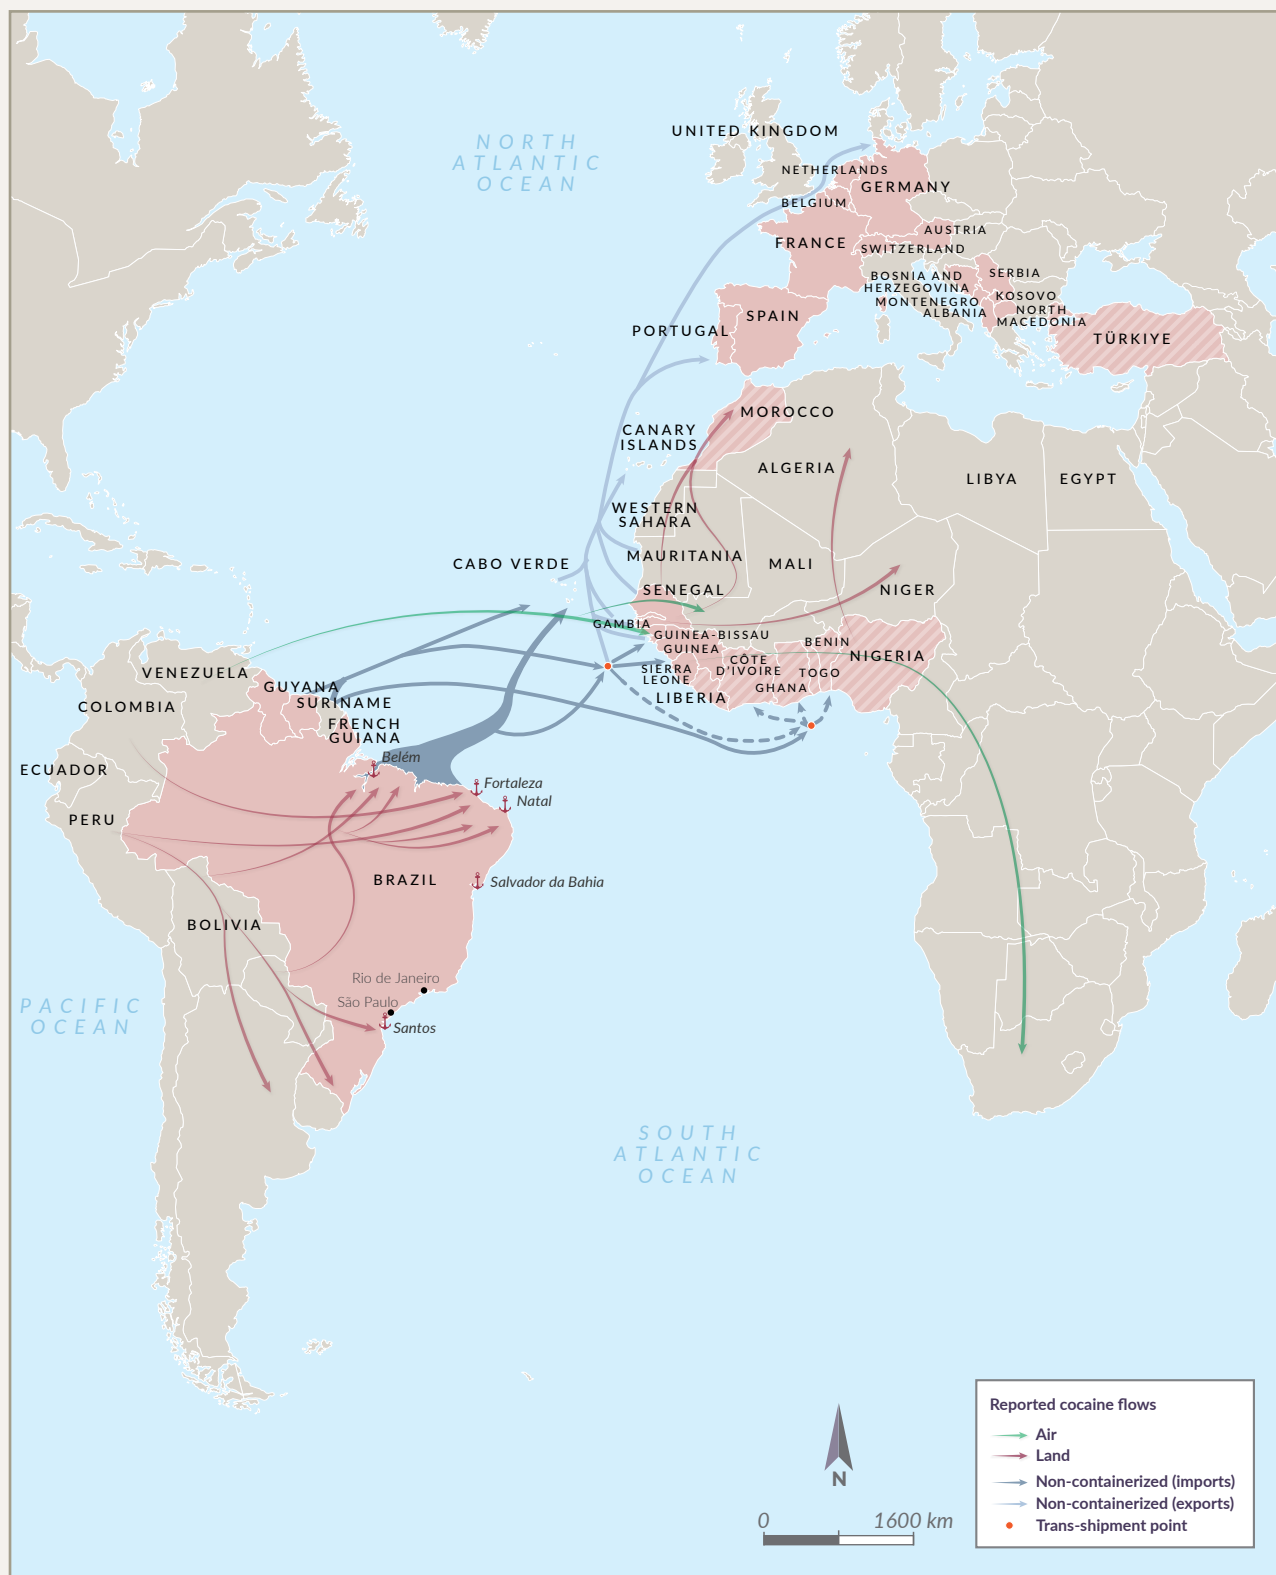 NORTH
ATLANTIC
OCEAN
UNITED KINGDOM
NETHERLANDS
GERMANY
BELGIUM
AUSTRIA
FRANCE
SWITZERLAND
BOSNIA AND
HERZEGOVINA
SERBIA
MONTENEGRO
KOSOVO
ALBANIA
NORTH
MACEDONIA
SPAIN
PORTUGAL
TÜRKIYE
MOROCCO
CANARY
ISLANDS
ALGERIA
LIBYA
EGYPT
WESTERN
SAHARA
MAURITANIA
CABO VERDE
MALI
SENEGAL
NIGER
GAMBIA
GUINEA-BISSAU
GUINEA
BENIN
NIGERIA
SIERRA
LEONE
CÔTE
D'IVOIRE
TOGO
GHANA
LIBERIA
VENEZUELA
GUYANA
COLOMBIA
SURINAME
FRENCH
GUIANA
Belém
ECUADOR
Fortaleza
Natal
PERU
BRAZIL
Salvador da Bahia
BOLIVIA
Rio de Janeiro
São Paulo
Santos
PACIFIC
OCEAN
SOUTH
ATLANTIC
OCEAN
N
0 1600 km
Reported cocaine flows
Air
Land
Non-containerized (imports)
Non-containerized (exports)
Trans-shipment point